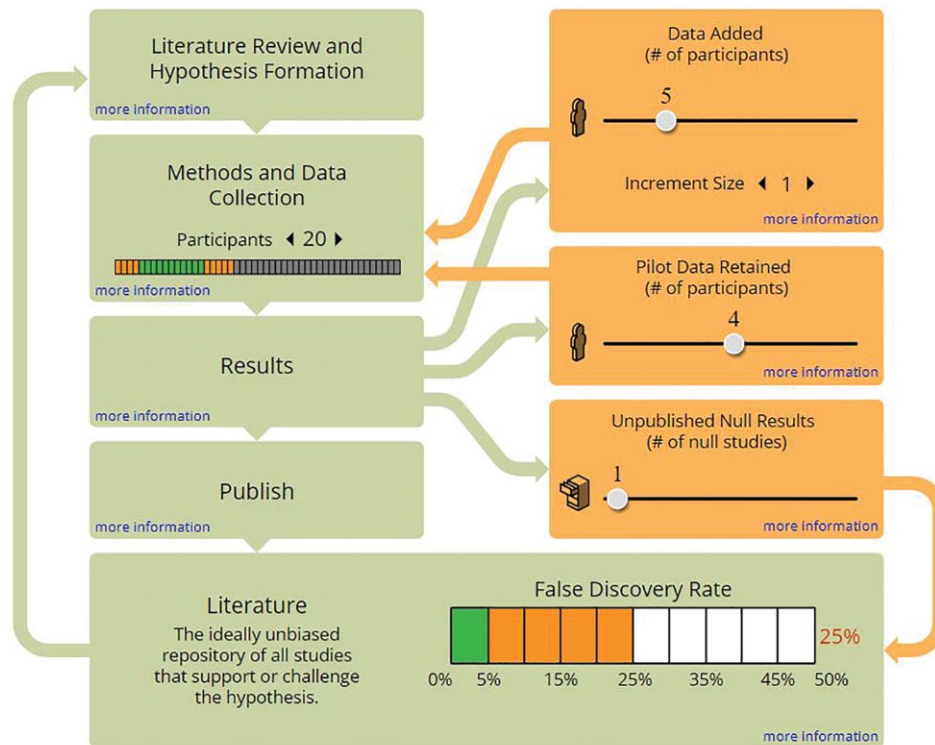 Literature Review and
Hypothesis Formation
more information
Methods and Data
Collection
Participants 20
more information
Results
more information
Publish
more information
Data Added
(# of participants)
5
Increment Size 1
more information
Pilot Data Retained
(# of participants)
4
more information
Unpublished Null Results
(# of null studies)
1
more information
Literature
The ideally unbiased
repository of all studies
that support or challenge
the hypothesis.
False Discovery Rate
25%
0% 5% 15% 25% 35% 45% 50%
more information